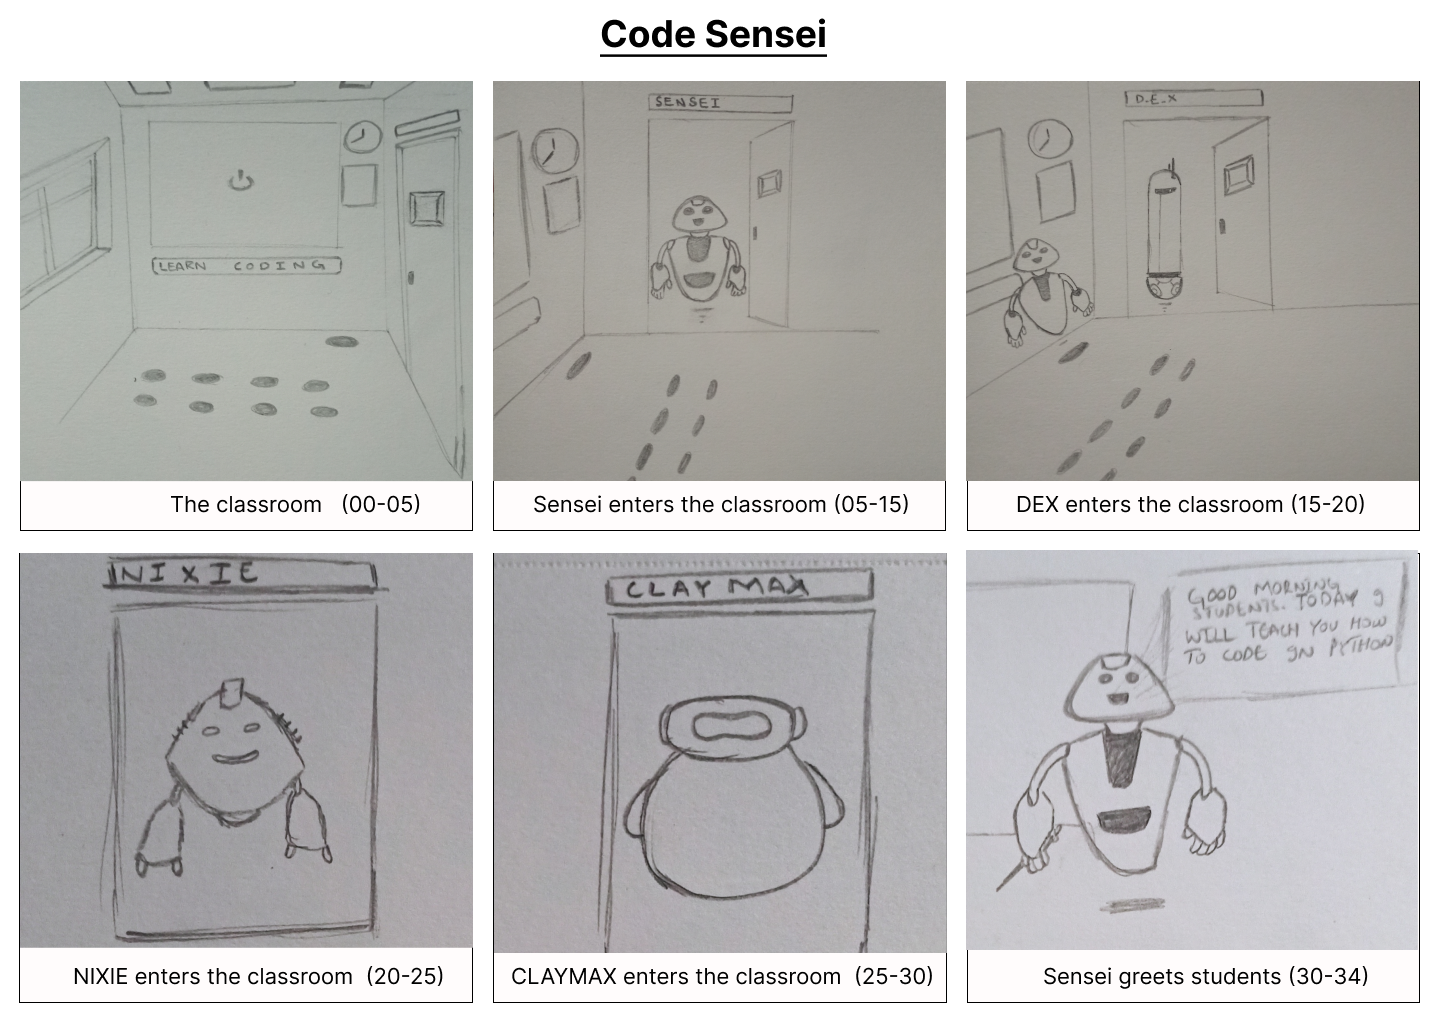 Code Sensei
LEARN CODING
The classroom (00-05)
SENSEI
Sensei enters the classroom (05-15)
D.E.X
DEX enters the classroom (15-20)
NIXIE
NIXIE enters the classroom (20-25)
CLAY MAX
CLAYMAX enters the classroom (25-30)
GOOD MORNING
STUDENTS. TODAY I
WILL TEACH YOU HOW
TO CODE IN PYTHON
Sensei greets students (30-34)